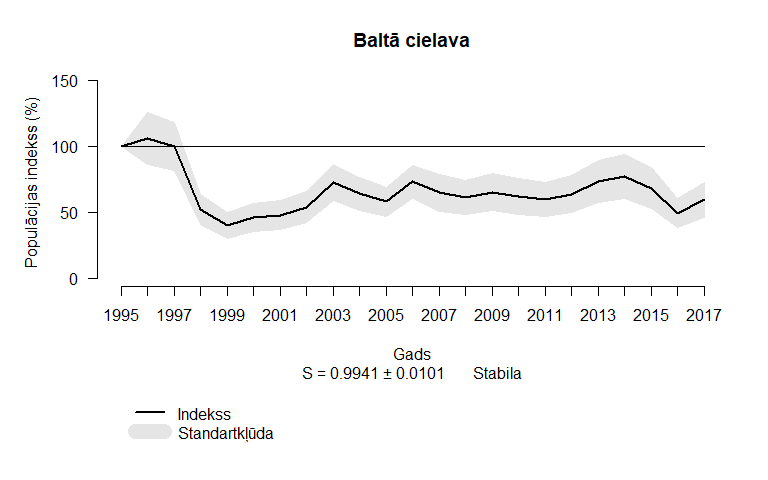 Baltā cielava
Populācijas indekss (%)
150
100
50
0
1995 1997 1999 2001 2003 2005 2007 2009 2011 2013 2015 2017
Gads
S = 0.9941 ± 0.0101 Stabila
Indekss
Standartkļūda